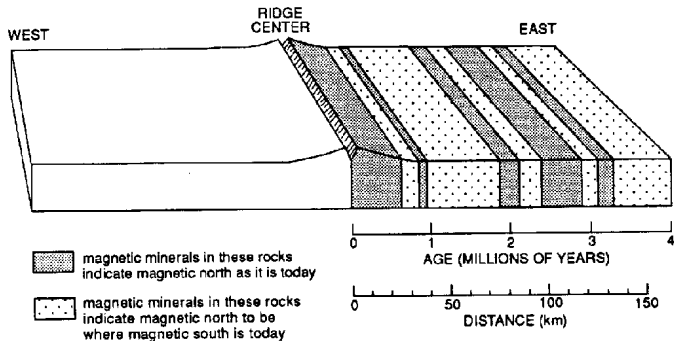 WEST
RIDGE
CENTER
EAST
0 1 2 3 4
AGE (MILLIONS OF YEARS)
0 50 100 150
DISTANCE (km)
magnetic minerals in these rocks
indicate magnetic north as it is today
magnetic minerals in these rocks
indicate magnetic north to be
where magnetic south is today